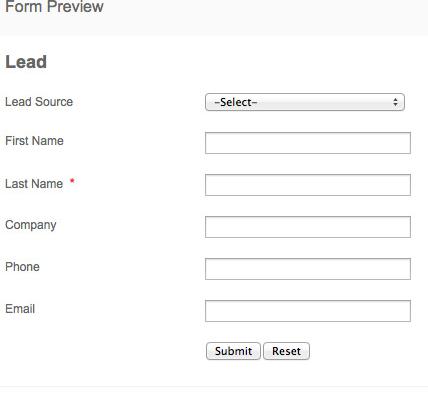 Form Preview
Lead
Lead Source -Select-
First Name
Last Name *
Company
Phone
Email
Submit Reset